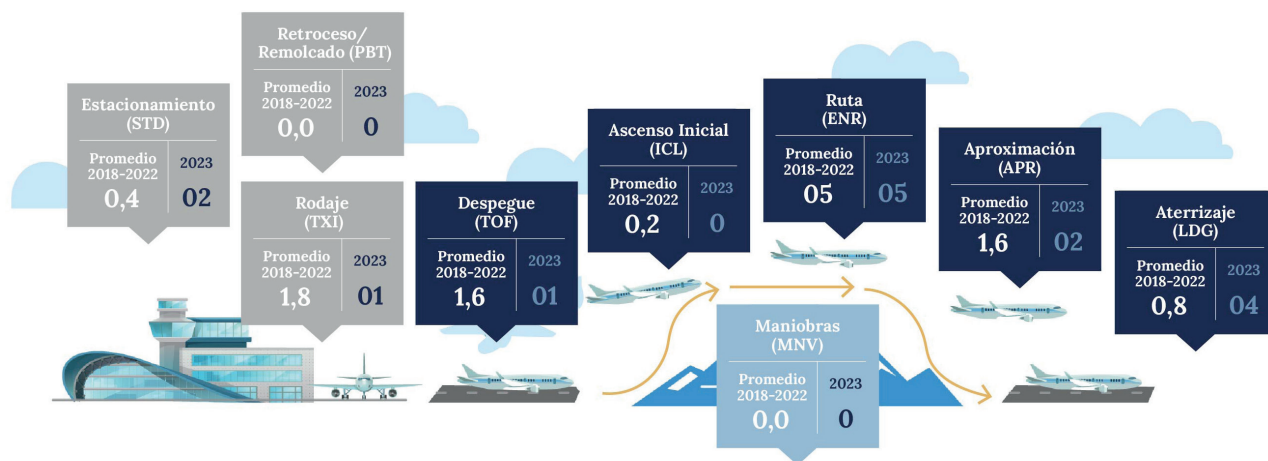 Estacionamiento
(STD)
Promedio
2018-2022
0,4
2023
02
Retroceso/
Remolcado (PBT)
Promedio
2018-2022
0,0
2023
0
Rodaje
(TXI)
Promedio
2018-2022
1,8
2023
01
Despegue
(TOF)
Promedio
2018-2022
1,6
2023
01
Ascenso Inicial
(ICL)
Promedio
2018-2022
0,2
2023
0
Ruta
(ENR)
Promedio
2018-2022
05
2023
05
Maniobras
(MNV)
Promedio
2018-2022
0,0
2023
0
Aproximación
(APR)
Promedio
2018-2022
1,6
2023
02
Aterrizaje
(LDG)
Promedio
2018-2022
0,8
2023
04